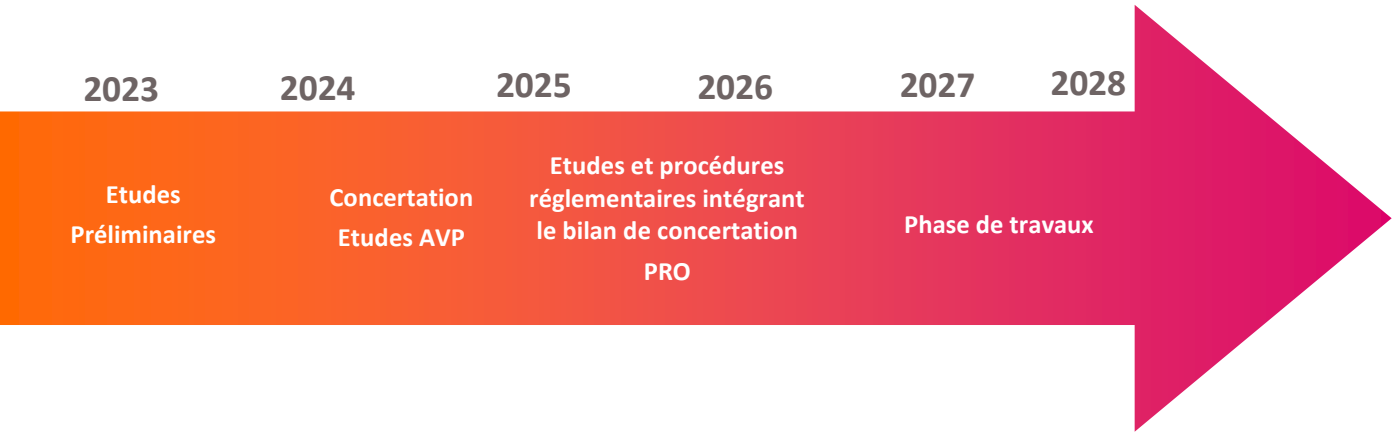 2023 2024 2025 2026 2027 2028
Etudes
Préliminaires
Concertation
Etudes AVP
Etudes et procédures
réglementaires intégrant
le bilan de concertation
PRO
Phase de travaux